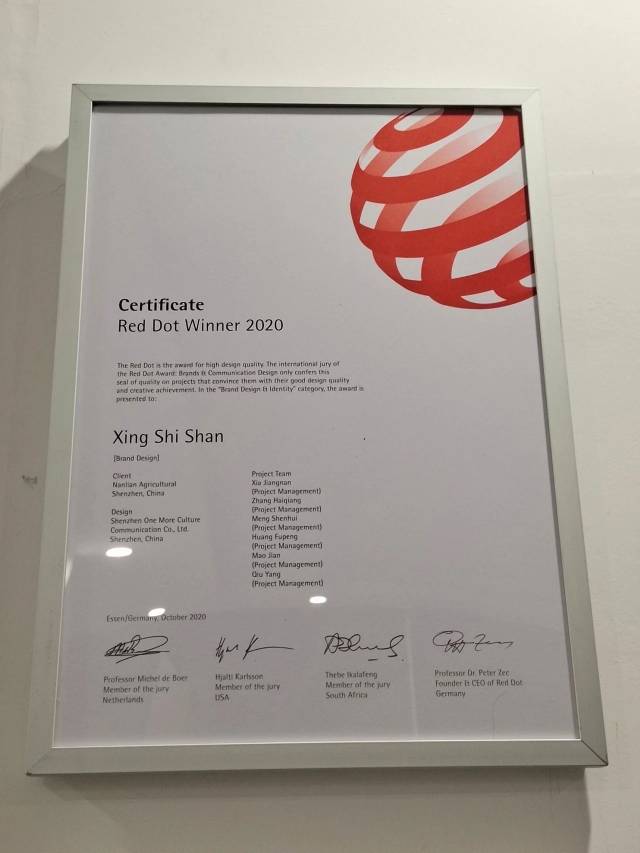 Certificate
Red Dot Winner 2020
The Red Dot is the award for high design quality. The international jury of
the Red Dot Award: Brands & Communication Design only confers this
seal of quality on projects that convince them with their good design quality
and creative achievement. In the "Brand Design & Identity" category, the award is
presented to:
Xing Shi Shan
[Brand Design]
Client
Nanlian Agricultural
Shenzhen, China
Design
Shenzhen One More Culture
Communication Co., Ltd.
Shenzhen, China
Project Team
Xia Jiangnan
(Project Management)
Zhang Haiqiang
(Project Management)
Meng Shenhui
(Project Management)
Huang Fupeng
(Project Management)
Mao Jian
(Project Management)
Qiu Yang
(Project Management)
Essen/Germany, October 2020
Professor Michel de Boer
Member of the jury
Netherlands
Hjalti Karlsson
Member of the jury
USA
Thebe Ikalafeng
Member of the jury
South Africa
Professor Dr. Peter Zec
Founder & CEO of Red Dot
Germany